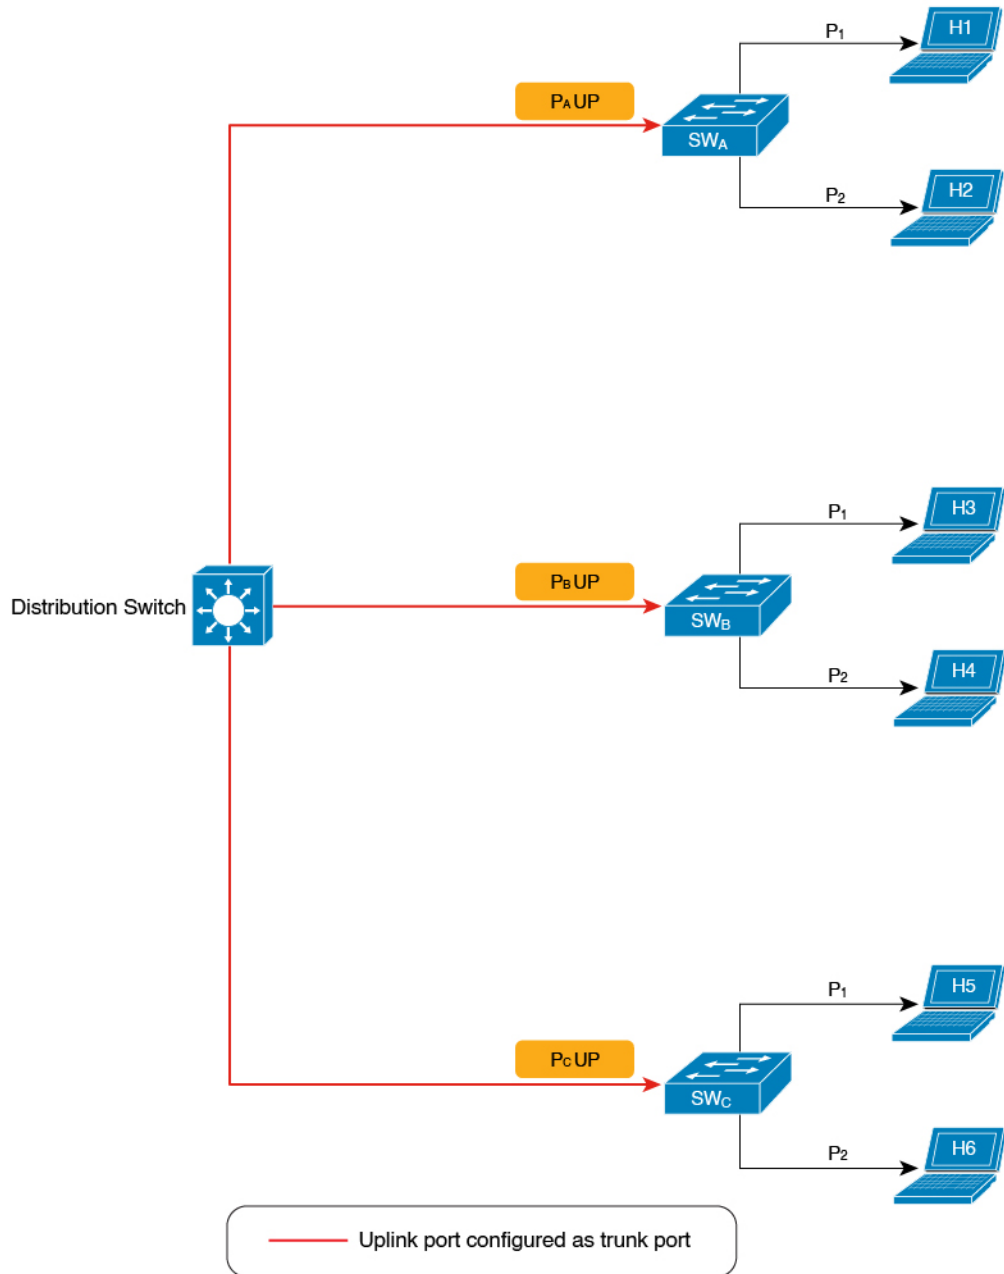 P₁
H1
PA UP
SWA
P₂
H2
P₁
H3
Distribution Switch
PB UP
SWB
P₂
H4
P₁
H5
PC UP
SWC
P₂
H6
Uplink port configured as trunk port